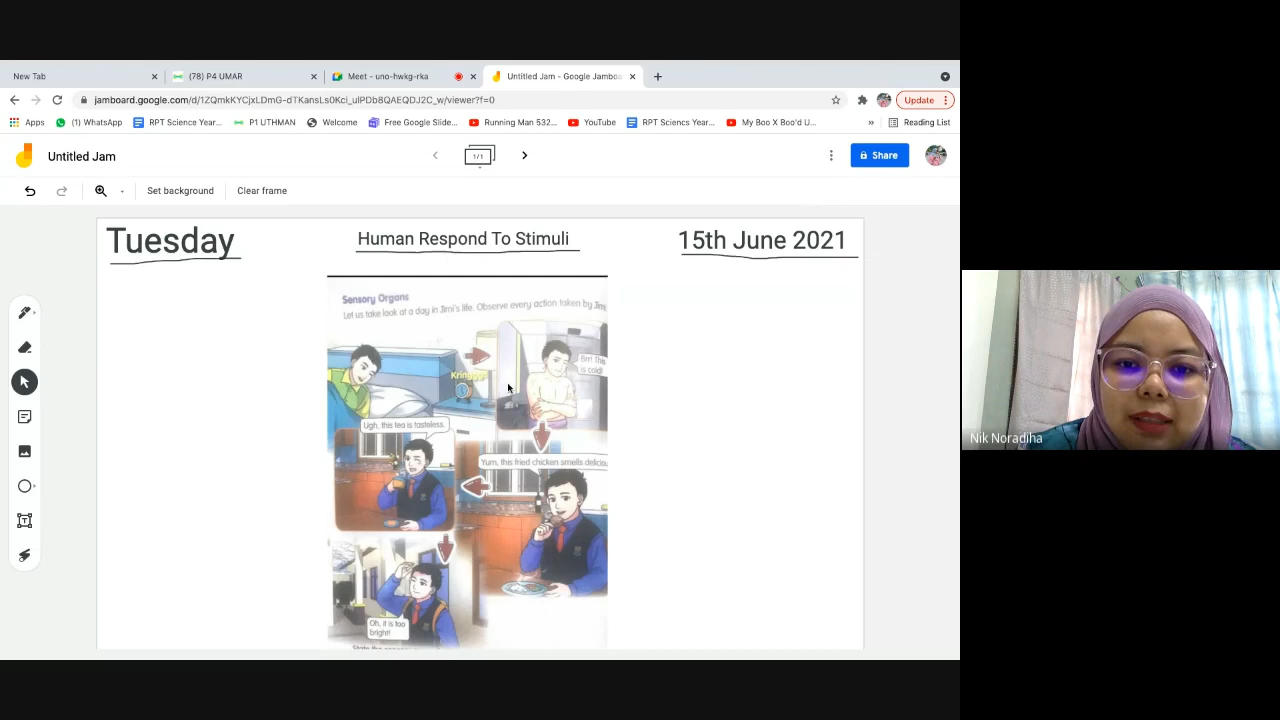 New Tab
(78) P4 UMAR
Meet - uno-hwkg-rka
Untitled Jam - Google Jamboa
jamboard.google.com/d/1ZQmkKYCjxLDmG-dTKansLs0Kci_ulPDb8QAEQDJ2C_w/viewer?f=0
Update
Apps
(1) WhatsApp
RPT Science Year...
P1 UTHMAN
Welcome
Free Google Slide...
Running Man 532...
YouTube
RPT Sciencs Year...
My Boo X Boo'd U...
»
Reading List
Untitled Jam
1/1
Share
Set background
Clear frame
Tuesday
Human Respond To Stimuli
15th June 2021
Sensory Organs
Let us take look at a day in Jimi's life. Observe every action taken by Jimi
Kringgg
Brr! This
is cold!
Ugh, this tea is tasteless.
Yum, this fried chicken smells delicio
Oh, it is too
bright!
Nik Noradiha